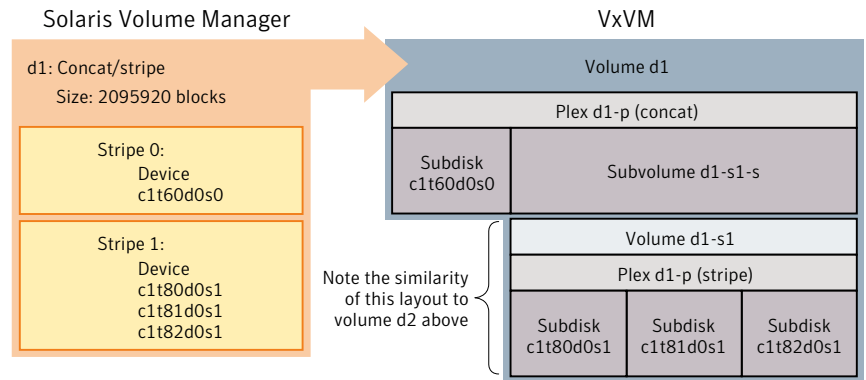 Solaris Volume Manager
VxVM
d1: Concat/stripe
Size: 2095920 blocks
Stripe 0:
Device
c1t60d0s0
Stripe 1:
Device
c1t80d0s1
c1t81d0s1
c1t82d0s1
Volume d1
Plex d1-p (concat)
Subdisk
c1t60d0s0
Subvolume d1-s1-s
Note the similarity
of this layout to
volume d2 above
Volume d1-s1
Plex d1-p (stripe)
Subdisk
c1t80d0s1
Subdisk
c1t81d0s1
Subdisk
c1t82d0s1